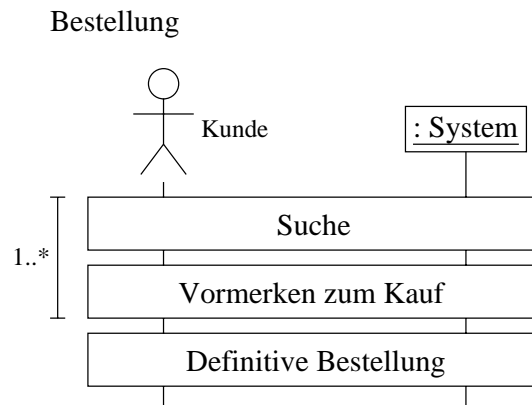 Bestellung
Kunde
: System
Suche
1..*
Vormerken zum Kauf
Definitive Bestellung